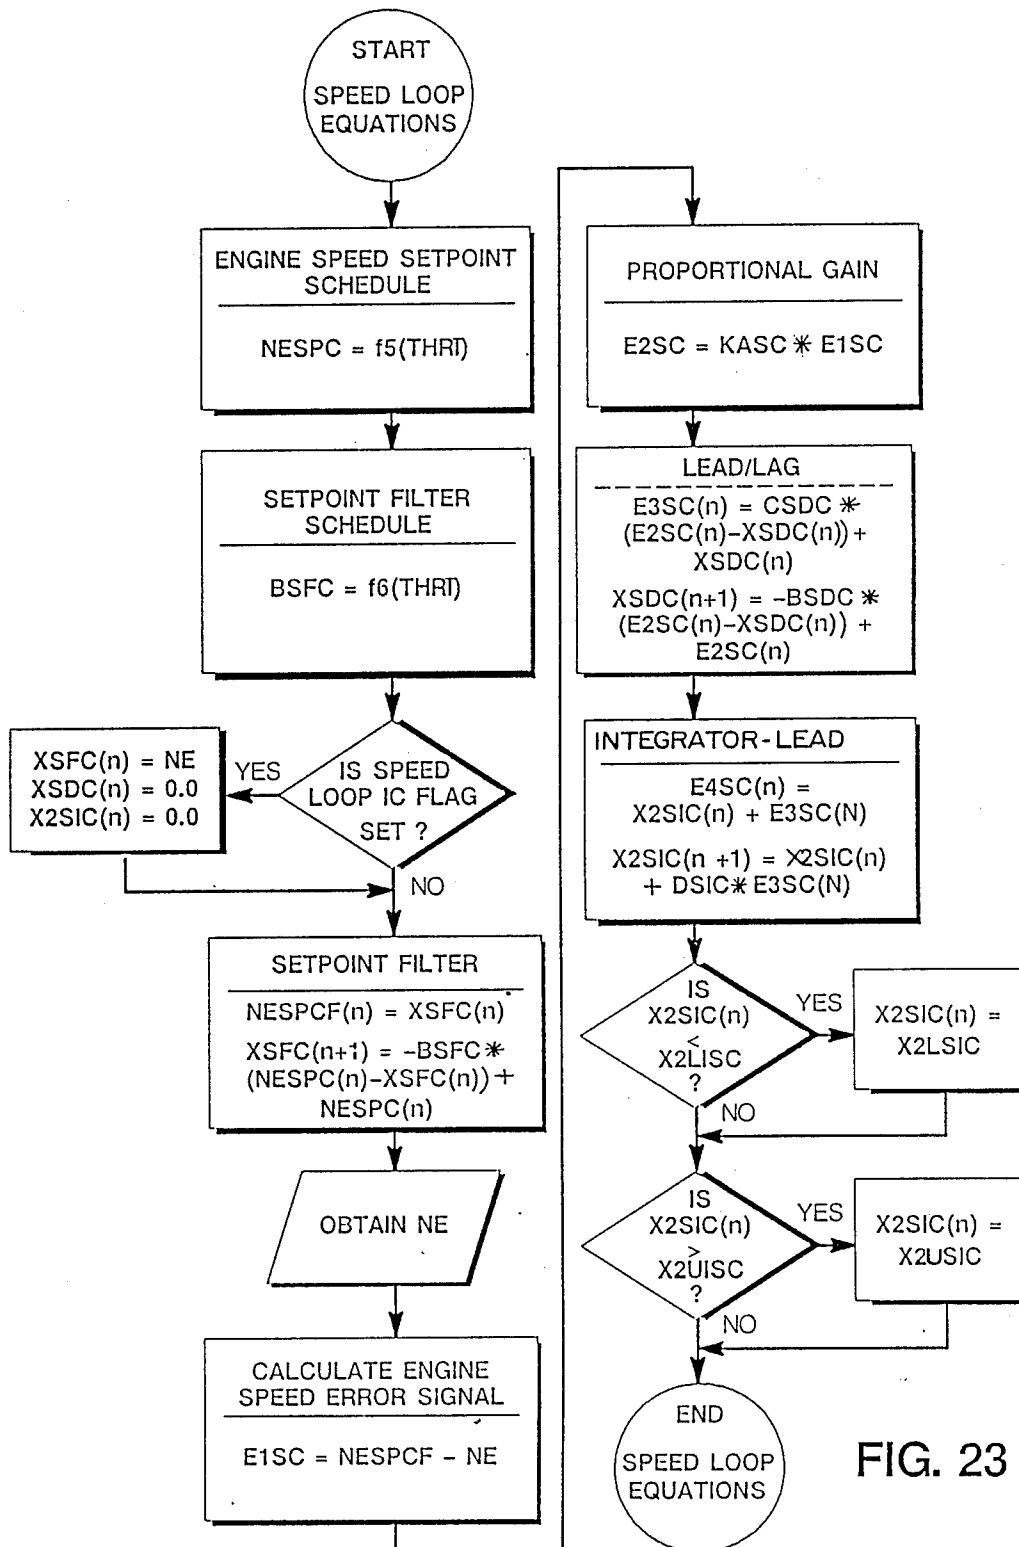 START
SPEED LOOP
EQUATIONS
ENGINE SPEED SETPOINT
SCHEDULE
NESPC = f5(THRT)
SETPOINT FILTER
SCHEDULE
BSFC = f6(THRT)
IS SPEED
LOOP IC FLAG
SET ?
YES
XSFC(n) = NE
XSDC(n) = 0.0
X2SIC(n) = 0.0
NO
SETPOINT FILTER
NESPCF(n) = XSFC(n)
XSFC(n+1) = -BSFC*
(NESPC(n)-XSFC(n))+
NESPC(n)
OBTAIN NE
CALCULATE ENGINE
SPEED ERROR SIGNAL
E1SC = NESPCF - NE
PROPORTIONAL GAIN
E2SC = KASC * E1SC
LEAD/LAG
E3SC(n) = CSDC *
(E2SC(n)-XSDC(n))+
XSDC(n)
XSDC(n+1) = -BSDC *
(E2SC(n)-XSDC(n)) +
E2SC(n)
INTEGRATOR-LEAD
E4SC(n) =
X2SIC(n) + E3SC(N)
X2SIC(n +1) = X2SIC(n)
+ DSIC* E3SC(N)
IS
X2SIC(n)
<
X2LISC
?
YES
X2SIC(n) =
X2LSIC
NO
IS
X2SIC(n)
>
X2UISC
?
YES
X2SIC(n) =
X2USIC
NO
END
SPEED LOOP
EQUATIONS
FIG. 23